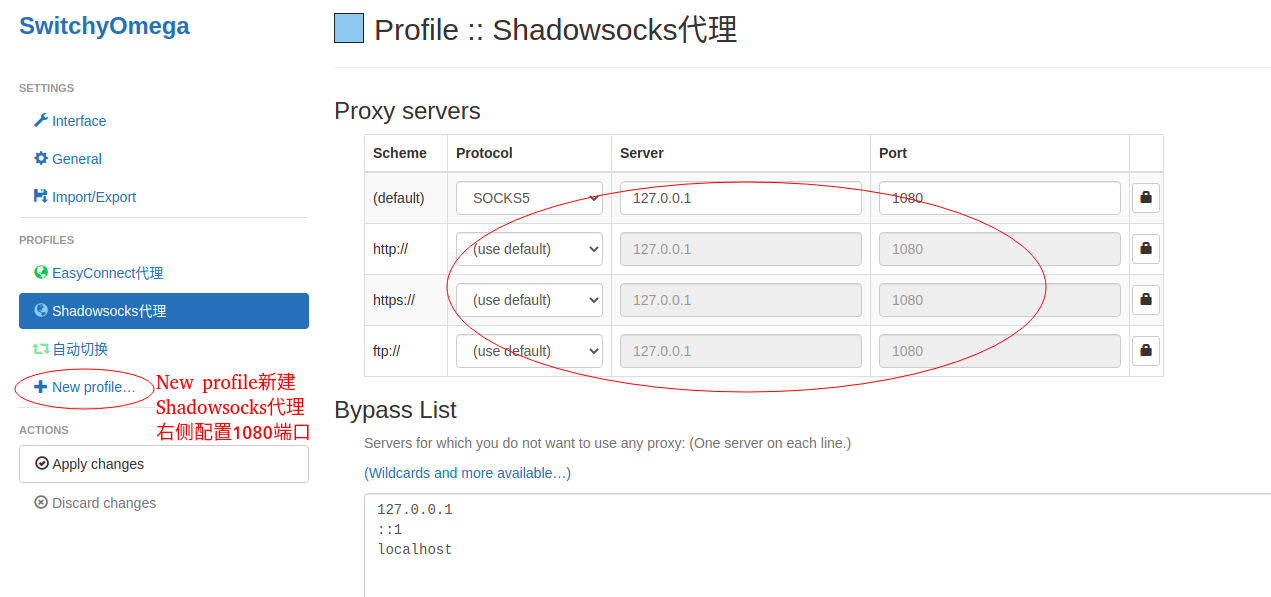 SwitchyOmega
SETTINGS
Interface
General
Import/Export
PROFILES
EasyConnect代理
Shadowsocks代理
自动切换
New profile…
New profile新建
Shadowsocks代理
右侧配置1080端口
ACTIONS
Apply changes
Discard changes
Profile :: Shadowsocks代理
Proxy servers
Scheme Protocol Server Port
(default) SOCKS5 127.0.0.1 1080
http:// (use default) 127.0.0.1 1080
https:// (use default) 127.0.0.1 1080
ftp:// (use default) 127.0.0.1 1080
Bypass List
Servers for which you do not want to use any proxy: (One server on each line.)
(Wildcards and more available…)
127.0.0.1
::1
localhost